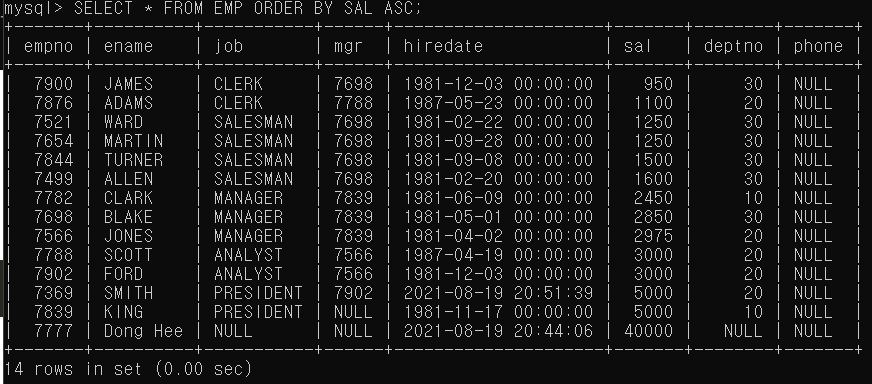 mysql> SELECT * FROM EMP ORDER BY SAL ASC;
+-------+----------+-----------+------+---------------------+-------+--------+-------+
| empno | ename | job | mgr | hiredate | sal | deptno | phone |
+-------+----------+-----------+------+---------------------+-------+--------+-------+
| 7900 | JAMES | CLERK | 7698 | 1981-12-03 00:00:00 | 950 | 30 | NULL |
| 7876 | ADAMS | CLERK | 7788 | 1987-05-23 00:00:00 | 1100 | 20 | NULL |
| 7521 | WARD | SALESMAN | 7698 | 1981-02-22 00:00:00 | 1250 | 30 | NULL |
| 7654 | MARTIN | SALESMAN | 7698 | 1981-09-28 00:00:00 | 1250 | 30 | NULL |
| 7844 | TURNER | SALESMAN | 7698 | 1981-09-08 00:00:00 | 1500 | 30 | NULL |
| 7499 | ALLEN | SALESMAN | 7698 | 1981-02-20 00:00:00 | 1600 | 30 | NULL |
| 7782 | CLARK | MANAGER | 7839 | 1981-06-09 00:00:00 | 2450 | 10 | NULL |
| 7698 | BLAKE | MANAGER | 7839 | 1981-05-01 00:00:00 | 2850 | 30 | NULL |
| 7566 | JONES | MANAGER | 7839 | 1981-04-02 00:00:00 | 2975 | 20 | NULL |
| 7788 | SCOTT | ANALYST | 7566 | 1987-04-19 00:00:00 | 3000 | 20 | NULL |
| 7902 | FORD | ANALYST | 7566 | 1981-12-03 00:00:00 | 3000 | 20 | NULL |
| 7369 | SMITH | PRESIDENT | 7902 | 2021-08-19 20:51:39 | 5000 | 20 | NULL |
| 7839 | KING | PRESIDENT | NULL | 1981-11-17 00:00:00 | 5000 | 10 | NULL |
| 7777 | Dong Hee | NULL | NULL | 2021-08-19 20:44:06 | 40000 | NULL | NULL |
+-------+----------+-----------+------+---------------------+-------+--------+-------+
14 rows in set (0.00 sec)